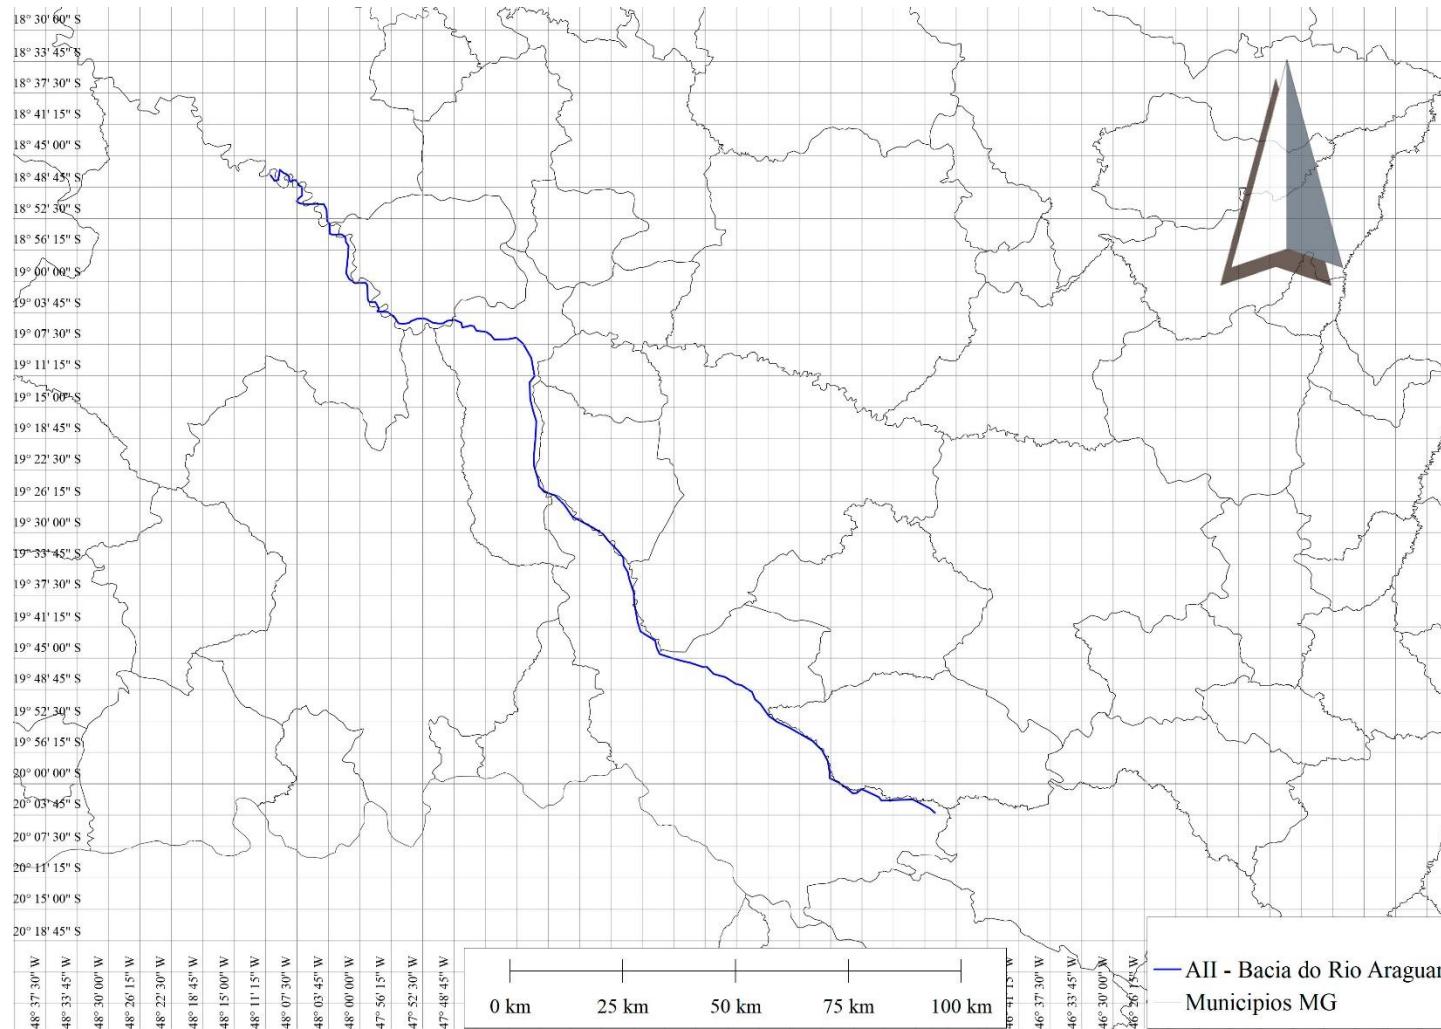 18° 30' 00" S
18° 33' 45" S
18° 37' 30" S
18° 41' 15" S
18° 45' 00" S
18° 48' 45" S
18° 52' 30" S
18° 56' 15" S
19° 00' 00" S
19° 03' 45" S
19° 07' 30" S
19° 11' 15" S
19° 15' 00" S
19° 18' 45" S
19° 22' 30" S
19° 26' 15" S
19° 30' 00" S
19° 33' 45" S
19° 37' 30" S
19° 41' 15" S
19° 45' 00" S
19° 48' 45" S
19° 52' 30" S
19° 56' 15" S
20° 00' 00" S
20° 03' 45" S
20° 07' 30" S
20° 11' 15" S
20° 15' 00" S
20° 18' 45" S
48° 37' 30" W
48° 33' 45" W
48° 30' 00" W
48° 26' 15" W
48° 22' 30" W
48° 18' 45" W
48° 15' 00" W
48° 11' 15" W
48° 07' 30" W
48° 03' 45" W
48° 00' 00" W
47° 56' 15" W
47° 52' 30" W
47° 48' 45" W
0 km
25 km
50 km
75 km
100 km
46° 41' 15" W
46° 37' 30" W
46° 33' 45" W
46° 30' 00" W
46° 26' 15" W
AII - Bacia do Rio Araguar
Municipios MG